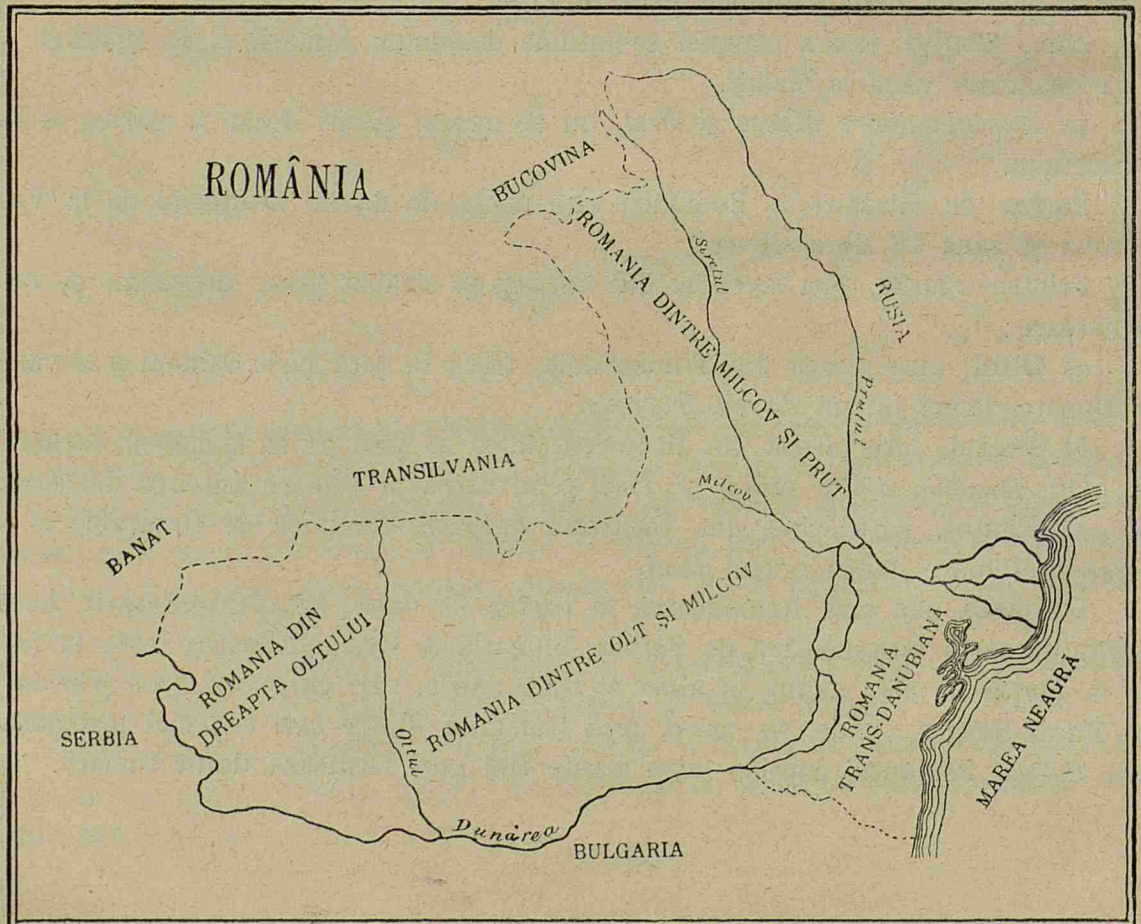 ROMÂNIA
BUCOVINA
ROMANIA DINTRE MILCOV ȘI PRUT
Siretul
RUSIA
Prutul
TRANSILVANIA
Milcov
BANAT
ROMANIA DIN
DREAPTA OLTULUI
ROMANIA DINTRE OLT ȘI MILCOV
ROMANIA
TRANS-DANUBIANĂ
MAREA NEAGRĂ
SERBIA
Oltul
Dunărea
BULGARIA